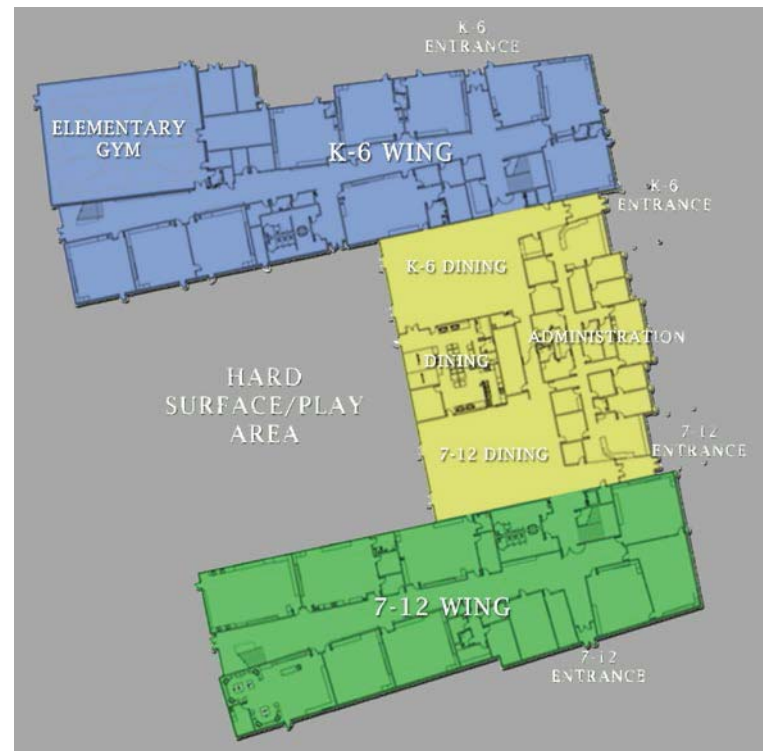 K-6
ENTRANCE
ELEMENTARY
GYM
K-6 WING
K-6
ENTRANCE
K-6 DINING
ADMINISTRATION
DINING
HARD
SURFACE/PLAY
AREA
7-12
ENTRANCE
7-12 DINING
7-12 WING
7-12
ENTRANCE